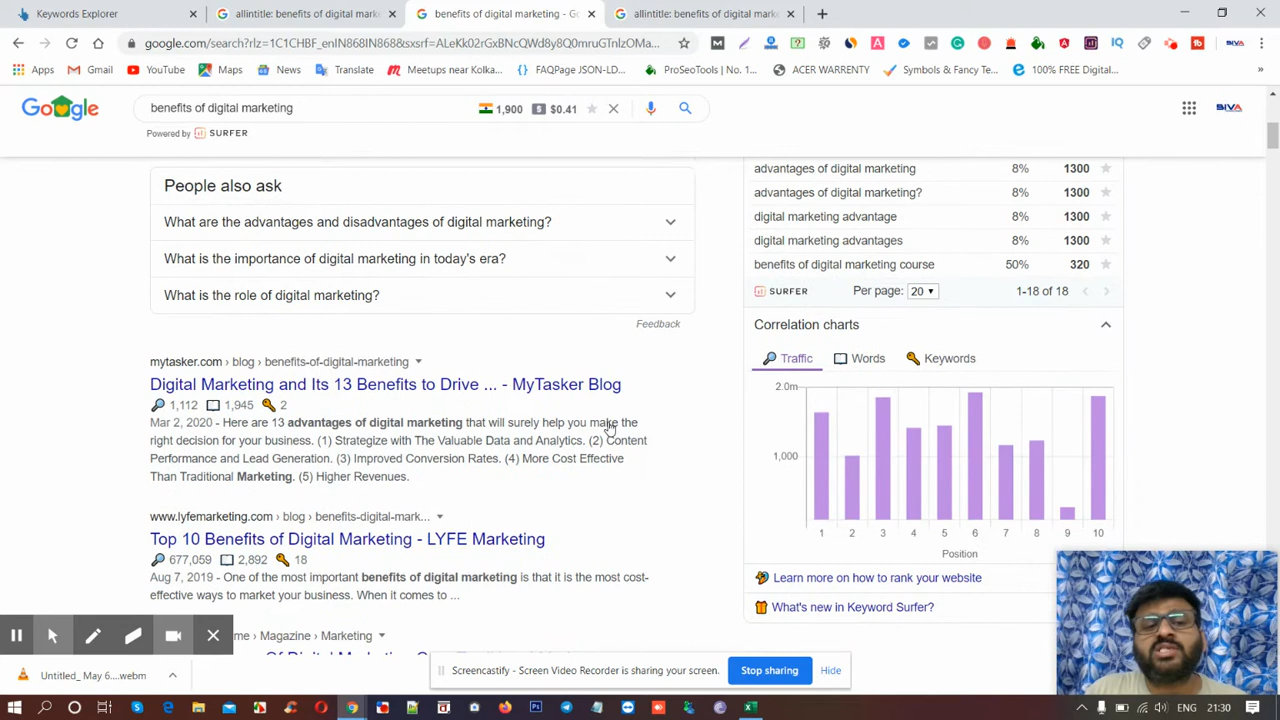 Keywords Explorer
allintitle: benefits of digital mark
benefits of digital marketing - Go
allintitle: benefits of digital mark
google.com/search?rlz=1C1CHBF_enIN868IN868&sxsrf=ALeKk02rGxBNcQWd8y8Q0mruGTnlzOMa...
Apps
Gmail
YouTube
Maps
News
Translate
Meetups near Kolka...
FAQPage JSON-LD...
ProSeoTools | No. 1...
ACER WARRENTY
Symbols & Fancy Te...
100% FREE Digital...
Google
benefits of digital marketing
1,900
$0.41
SIVA
Powered by SURFER
People also ask
What are the advantages and disadvantages of digital marketing?
What is the importance of digital marketing in today's era?
What is the role of digital marketing?
Feedback
mytasker.com › blog › benefits-of-digital-marketing
Digital Marketing and Its 13 Benefits to Drive ... - MyTasker Blog
1,112 1,945 2
Mar 2, 2020 - Here are 13 advantages of digital marketing that will surely help you make the
right decision for your business. (1) Strategize with The Valuable Data and Analytics. (2) Content
Performance and Lead Generation. (3) Improved Conversion Rates. (4) More Cost Effective
Than Traditional Marketing. (5) Higher Revenues.
www.lyfemarketing.com › blog › benefits-digital-mark...
Top 10 Benefits of Digital Marketing - LYFE Marketing
677,059 2,892 18
Aug 7, 2019 - One of the most important benefits of digital marketing is that it is the most cost-
effective ways to market your business. When it comes to ...
me › Magazine › Marketing
advantages of digital marketing 8% 1300
advantages of digital marketing? 8% 1300
digital marketing advantage 8% 1300
digital marketing advantages 8% 1300
benefits of digital marketing course 50% 320
SURFER Per page: 20 1-18 of 18
Correlation charts
Traffic Words Keywords
2.0m
1,000
1 2 3 4 5 6 7 8 9 10
Position
Learn more on how to rank your website
What's new in Keyword Surfer?
Screencastify - Screen Video Recorder is sharing your screen.
Stop sharing
Hide
Untitled_ May 6....webm
ENG
21:30